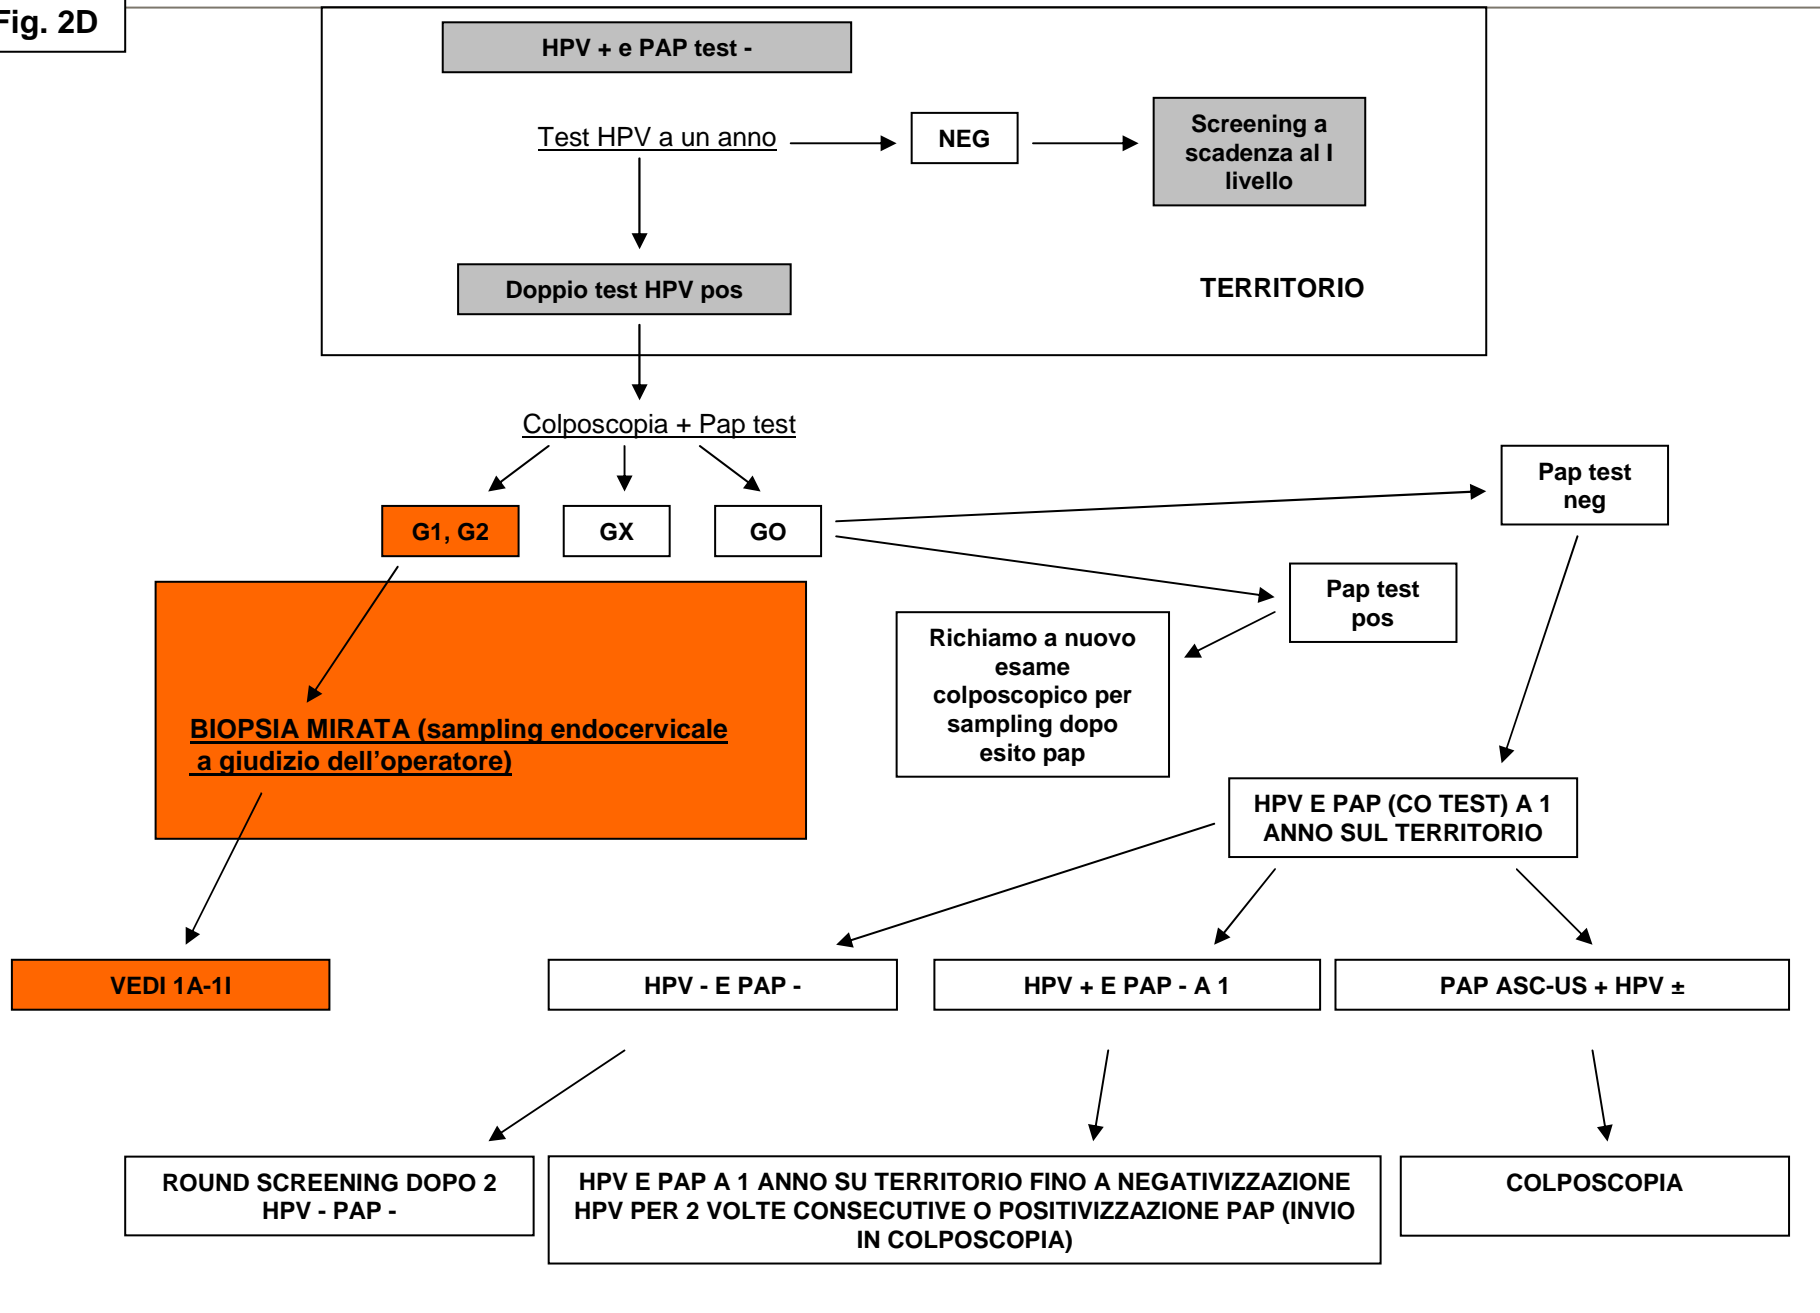 Fig. 2D
HPV + e PAP test -
Test HPV a un anno
NEG
Screening a
scadenza al I
livello
Doppio test HPV pos
TERRITORIO
Colposcopia + Pap test
G1, G2
GX
GO
Pap test
neg
Pap test
pos
Richiamo a nuovo
esame
colposcopico per
sampling dopo
esito pap
BIOPSIA MIRATA (sampling endocervicale
a giudizio dell'operatore)
HPV E PAP (CO TEST) A 1
ANNO SUL TERRITORIO
VEDI 1A-1I
HPV - E PAP -
HPV + E PAP - A 1
PAP ASC-US + HPV ±
ROUND SCREENING DOPO 2
HPV - PAP -
HPV E PAP A 1 ANNO SU TERRITORIO FINO A NEGATIVIZZAZIONE
HPV PER 2 VOLTE CONSECUTIVE O POSITIVIZZAZIONE PAP (INVIO
IN COLPOSCOPIA)
COLPOSCOPIA